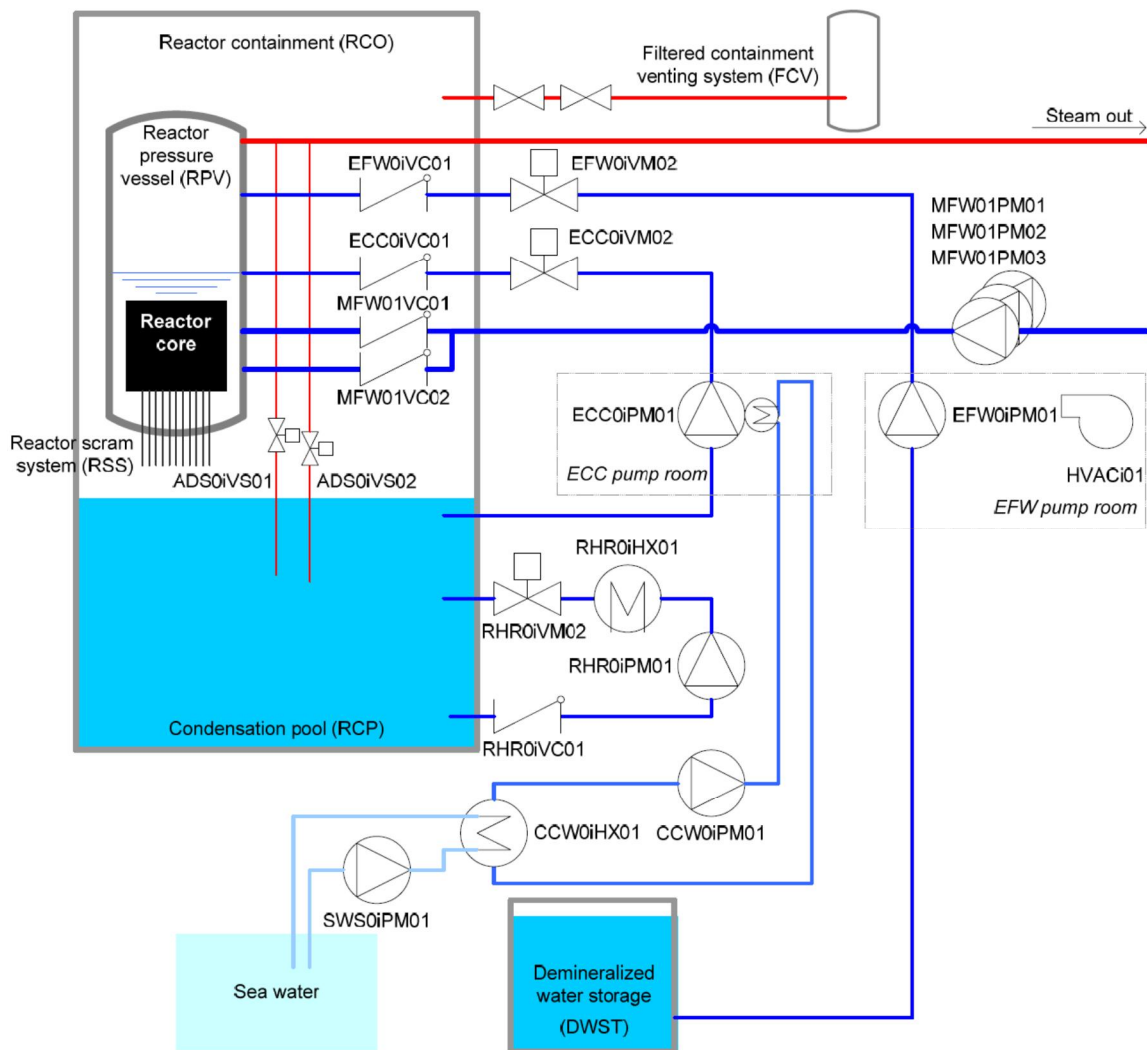 Reactor containment (RCO)
Filtered containment
venting system (FCV)
Steam out
Reactor
pressure
vessel (RPV)
EFW0iVC01
EFW0iVM02
MFW01PM01
MFW01PM02
MFW01PM03
ECC0iVC01
ECC0iVM02
MFW01VC01
Reactor
core
MFW01VC02
ECC0iPM01
EFW0iPM01
Reactor scram
system (RSS)
ADS0iVS01
ADS0iVS02
ECC pump room
HVACi01
EFW pump room
RHR0iHX01
RHR0iVM02
RHR0iPM01
Condensation pool (RCP)
RHR0iVC01
CCW0iHX01
CCW0iPM01
SWS0iPM01
Sea water
Demineralized
water storage
(DWST)